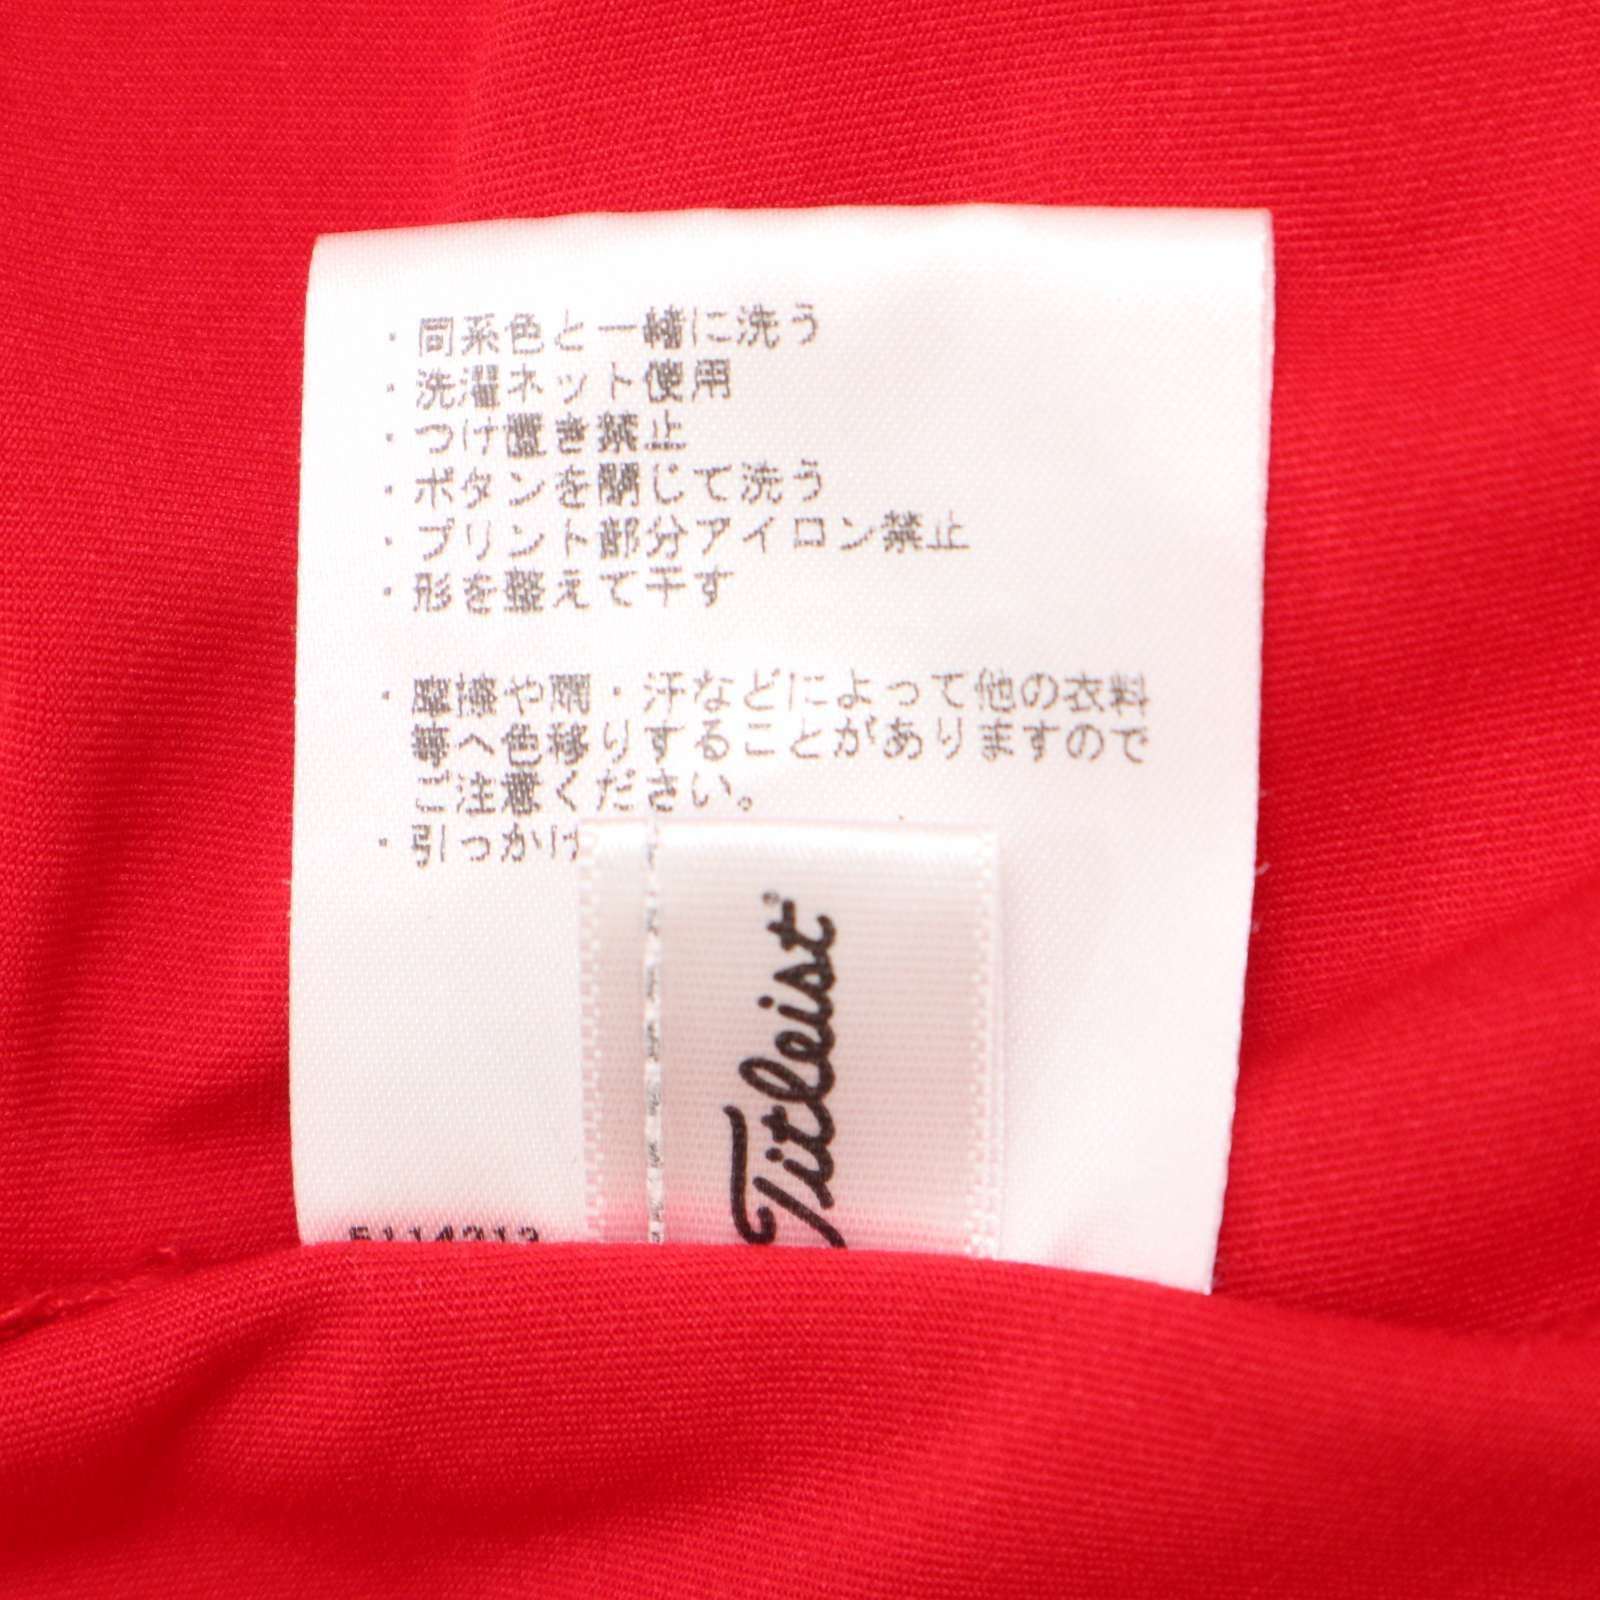 ・同系色と一緒に洗う
・洗濯ネット使用
・つけ置き禁止
・ボタンを閉じて洗う
・プリント部分アイロン禁止
・形を整えて干す
・摩擦や雨・汗などによって他の衣料
等へ色移りすることがありますので
ご注意ください。
・引っかけ
Titleist